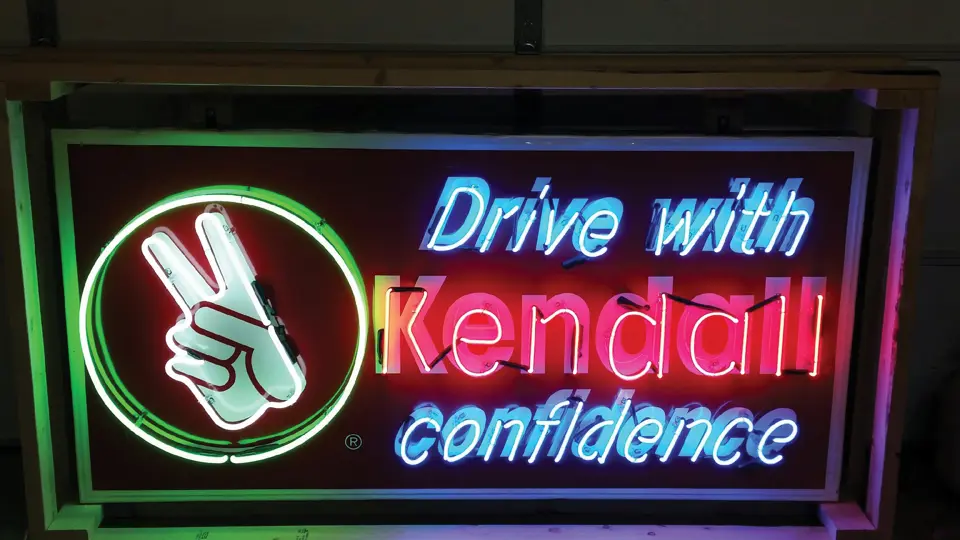 Drive with
Kendall
confidence
®